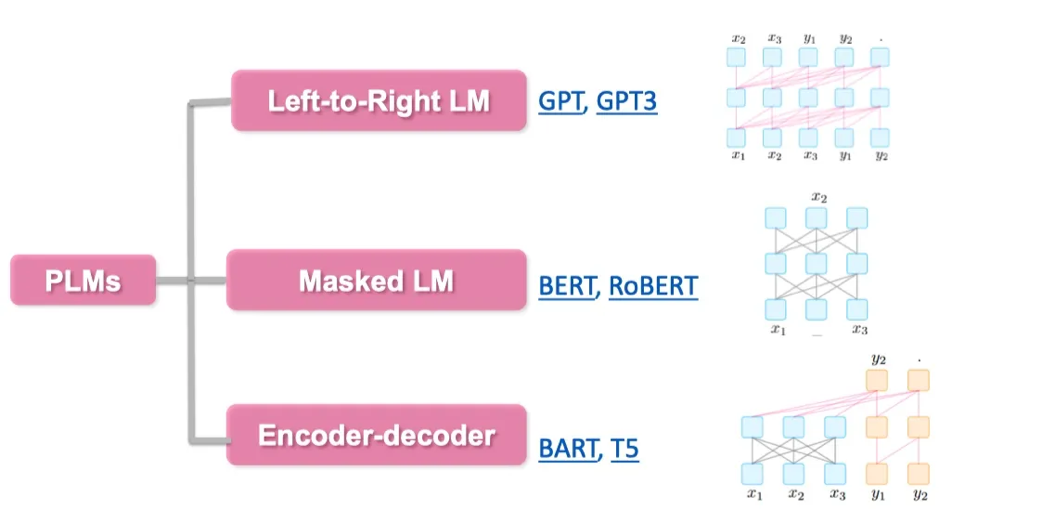 x₂ x₃ y₁ y₂ .
Left-to-Right LM
GPT, GPT3
x₁ x₂ x₃ y₁ y₂
x₂
PLMs
Masked LM
BERT, RoBERT
x₁ _ x₃
y₂ .
Encoder-decoder
BART, T5
x₁ x₂ x₃ y₁ y₂